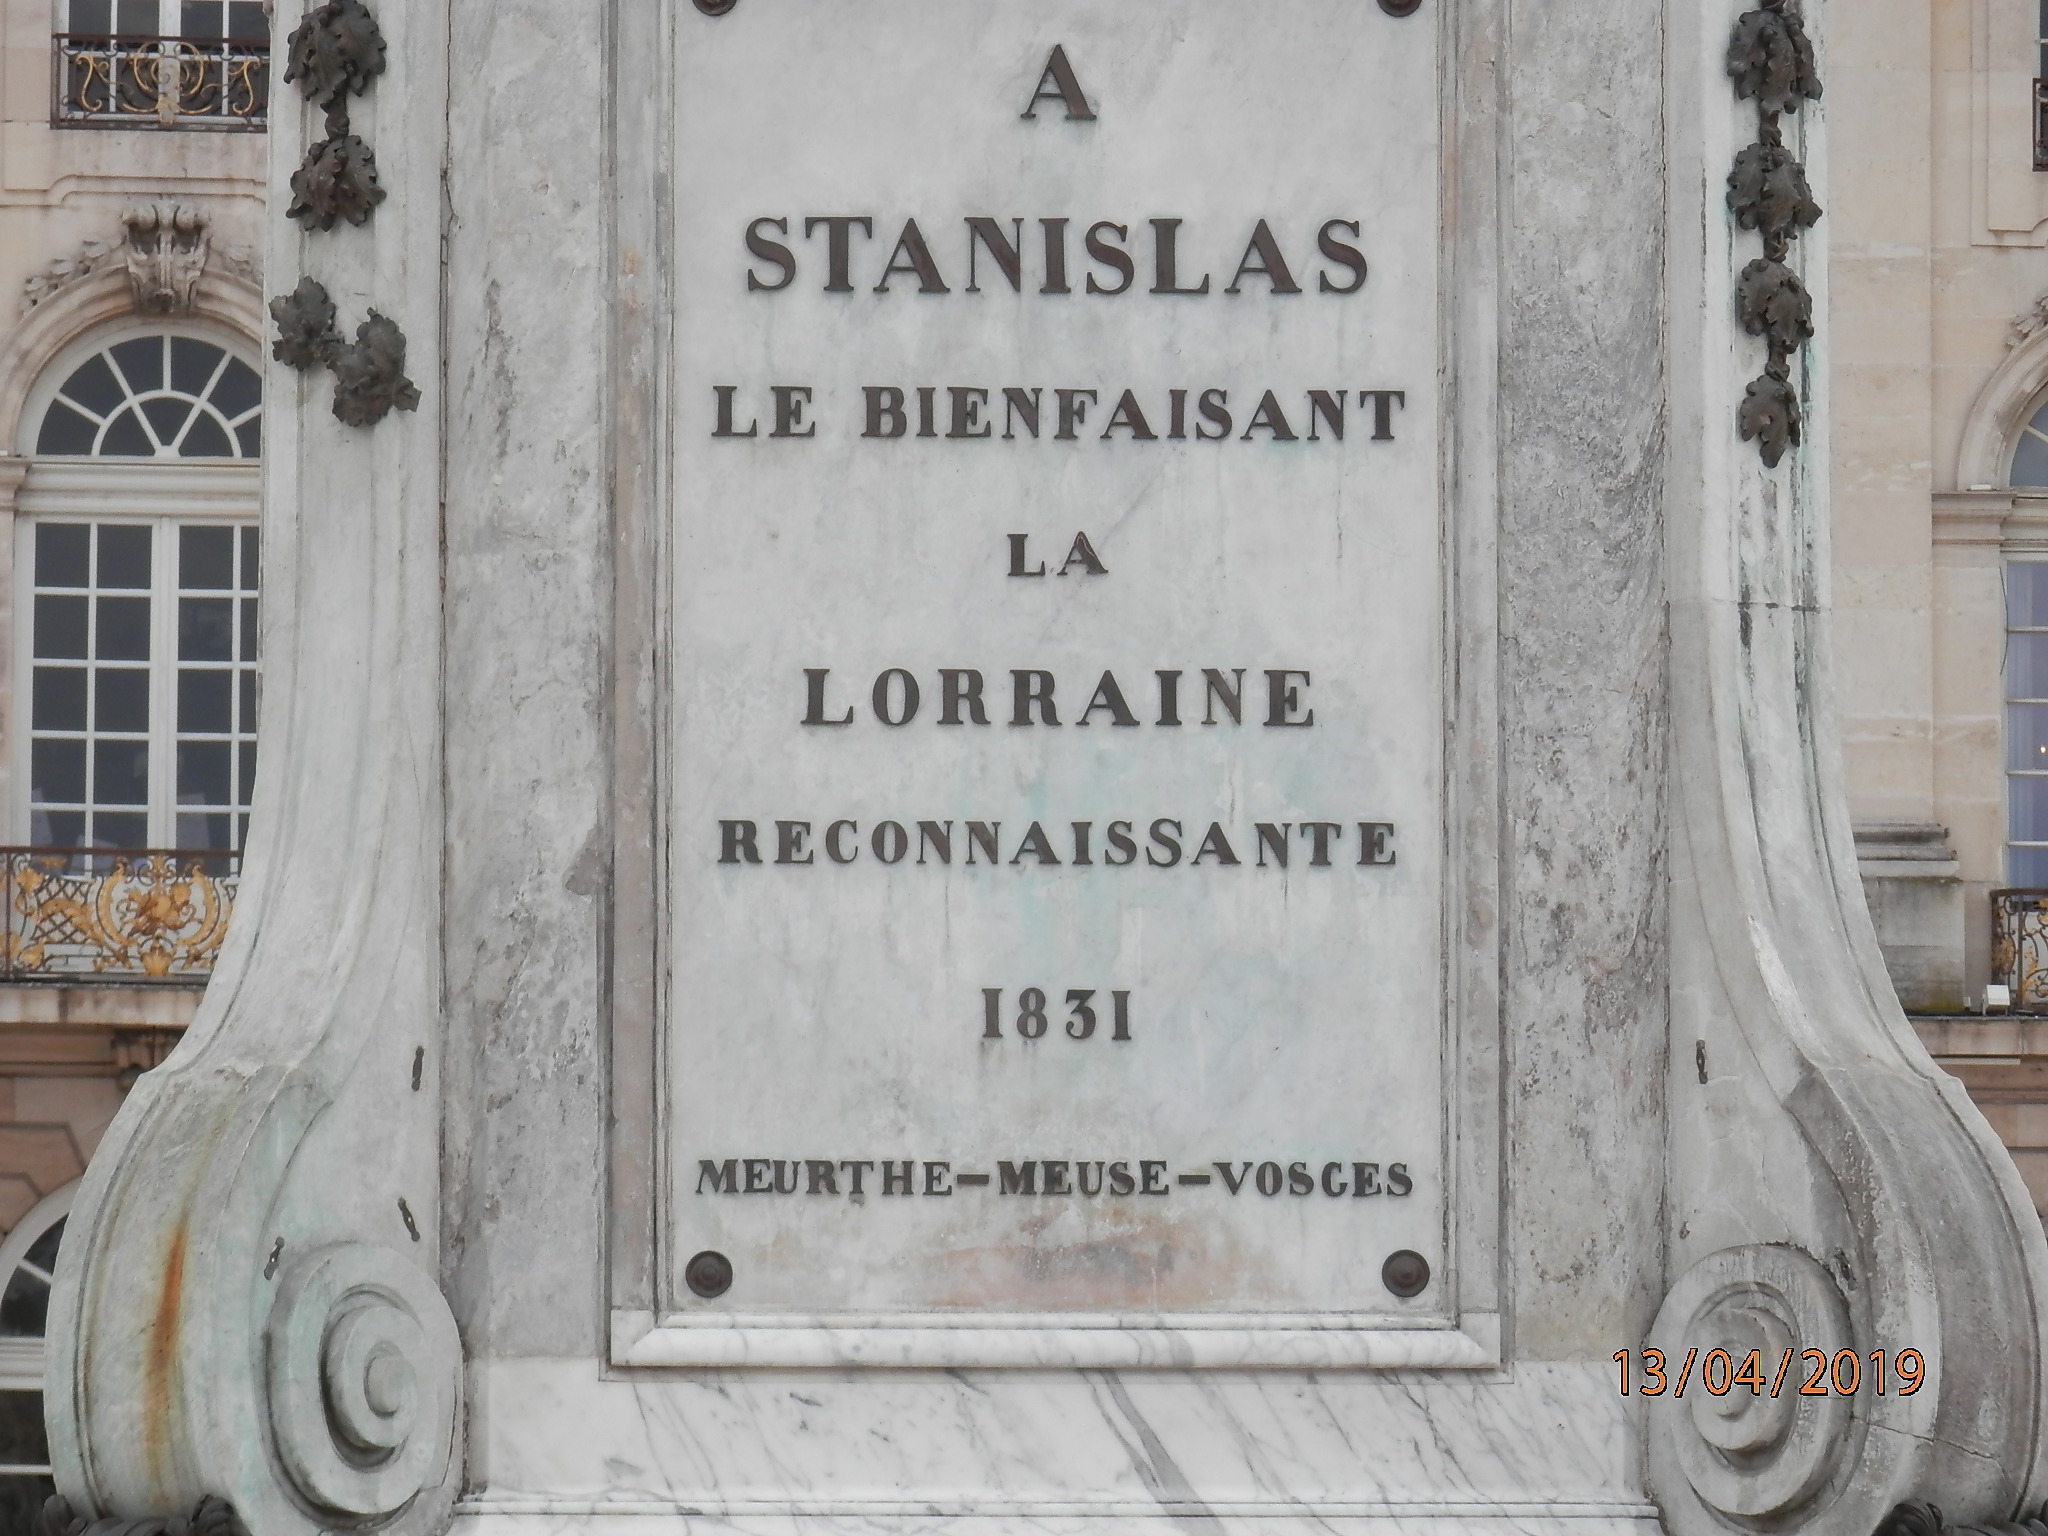 A
STANISLAS
LE BIENFAISANT
LA
LORRAINE
RECONNAISSANTE
1831
MEURTHE-MEUSE-VOSGES
13/04/2019